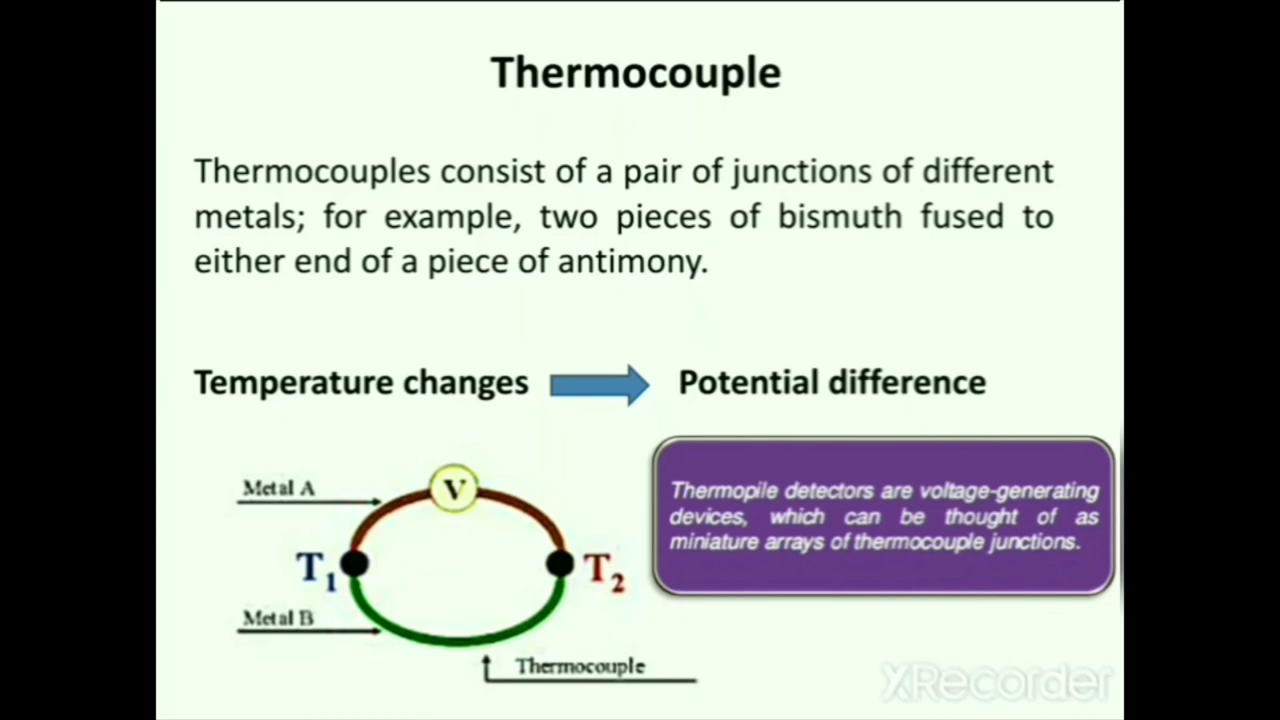 Thermocouple
Thermocouples consist of a pair of junctions of different
metals; for example, two pieces of bismuth fused to
either end of a piece of antimony.
Temperature changes
Potential difference
Metal A
V
T1
T2
Metal B
Thermocouple
Thermopile detectors are voltage-generating
devices, which can be thought of as
miniature arrays of thermocouple junctions.
XRecorder